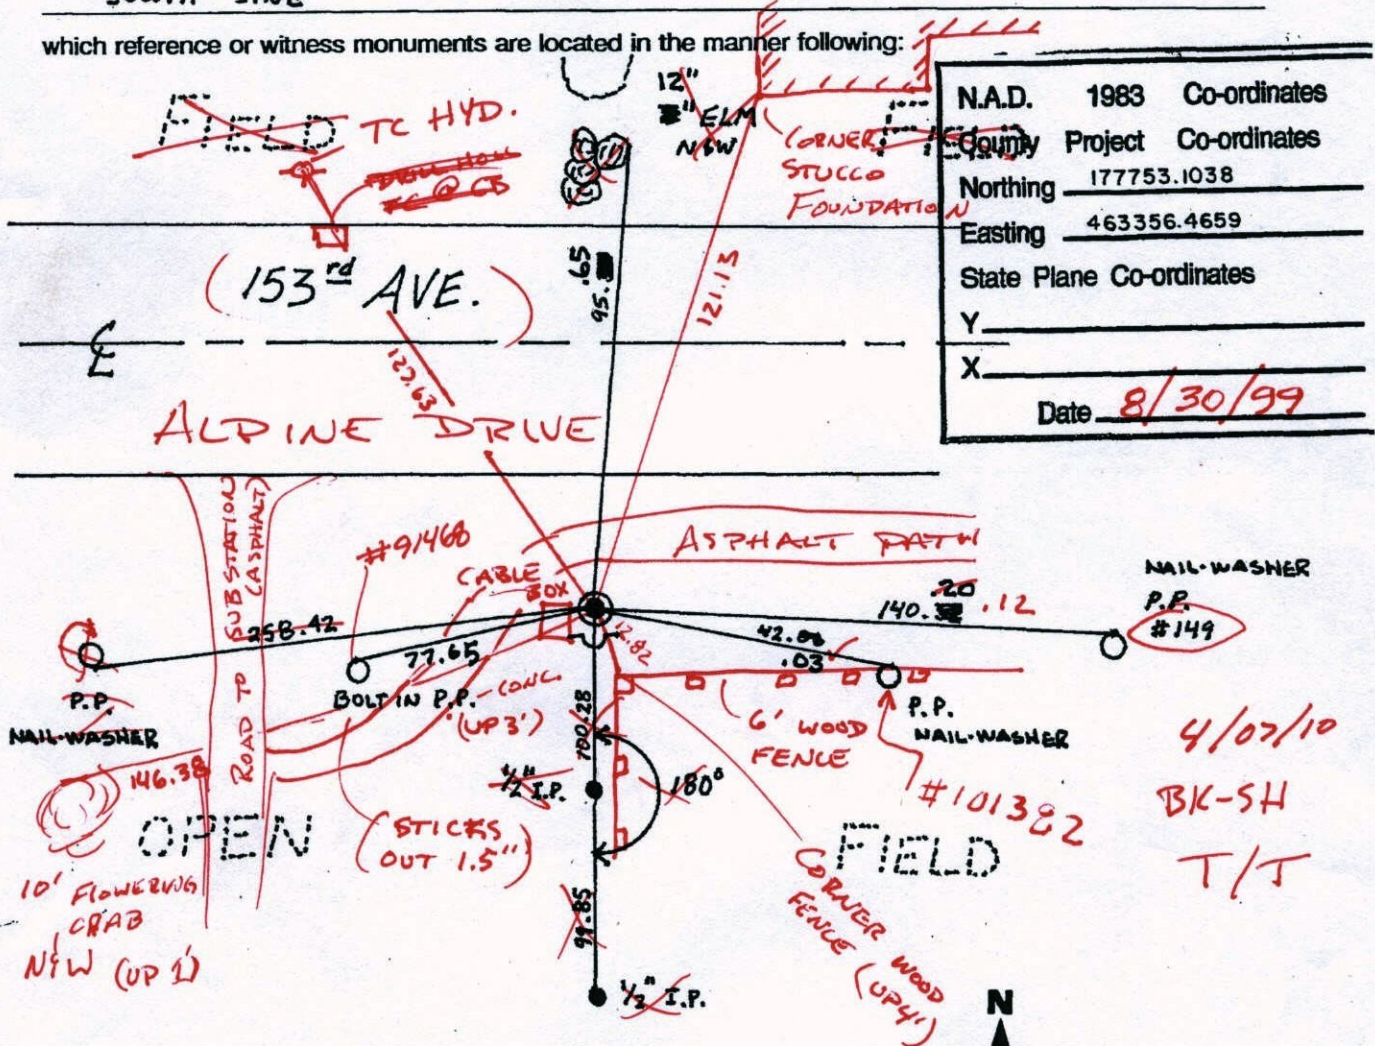 which reference or witness monuments are located in the manner following:
FIELD
TC HYD.
12"
ELM
N&W
CORNER
STUCCO
FOUNDATION
FIELD
N.A.D. 1983 Co-ordinates
County Project Co-ordinates
Northing 177753.1038
Easting 463356.4659
State Plane Co-ordinates
Y
X
Date 8/30/99
(153rd AVE.)
℄
95.
.65
121.13
127.63
ALPINE DRIVE
ROAD TO SUBSTATION
(ASPHALT)
#91468
CABLE
BOX
ASPHALT PATH
258.42
77.65
12.82
42.
.03
140.
.20
.12
NAIL-WASHER
P.P.
#149
P.P.
NAIL-WASHER
BOLT IN P.P.
-CONC.
(UP 3')
100.28
6' WOOD
FENCE
P.P.
NAIL-WASHER
#101382
4/07/10
BK-SH
T/J
146.38
1/2" I.P.
180°
OPEN
(STICKS
OUT 1.5")
FIELD
10' FLOWERING
CRAB
N&W (UP 1')
99.85
CORNER WOOD
FENCE (UP 4')
1/2" I.P.
N